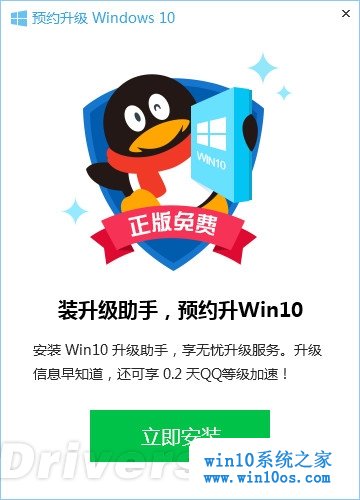 预约升级 Windows 10
WIN10
正版免费
装升级助手，预约升Win10
安装 Win10 升级助手，享无忧升级服务。升级
信息早知道，还可享 0.2 天QQ等级加速！
立即安装
Drivers
win10系统之家
www.win10os.com